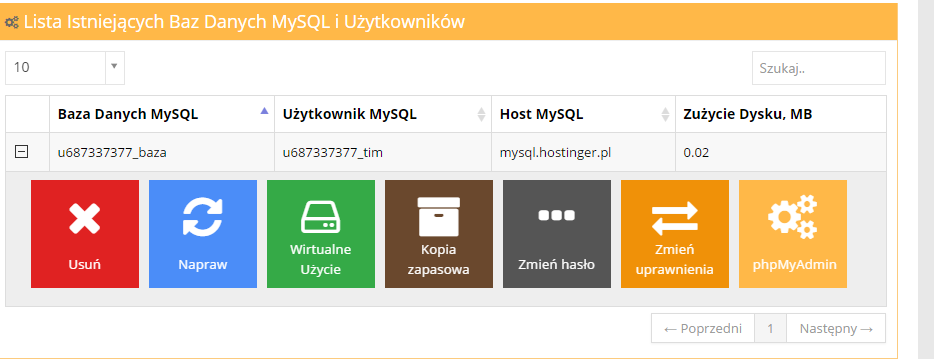 Lista Istniejących Baz Danych MySQL i Użytkowników
10
Szukaj..
Baza Danych MySQL Użytkownik MySQL Host MySQL Zużycie Dysku, MB
u687337377_baza u687337377_tim mysql.hostinger.pl 0.02
Usuń
Napraw
Wirtualne
Użycie
Kopia
zapasowa
Zmień hasło
Zmień
uprawnienia
phpMyAdmin
← Poprzedni 1 Następny →